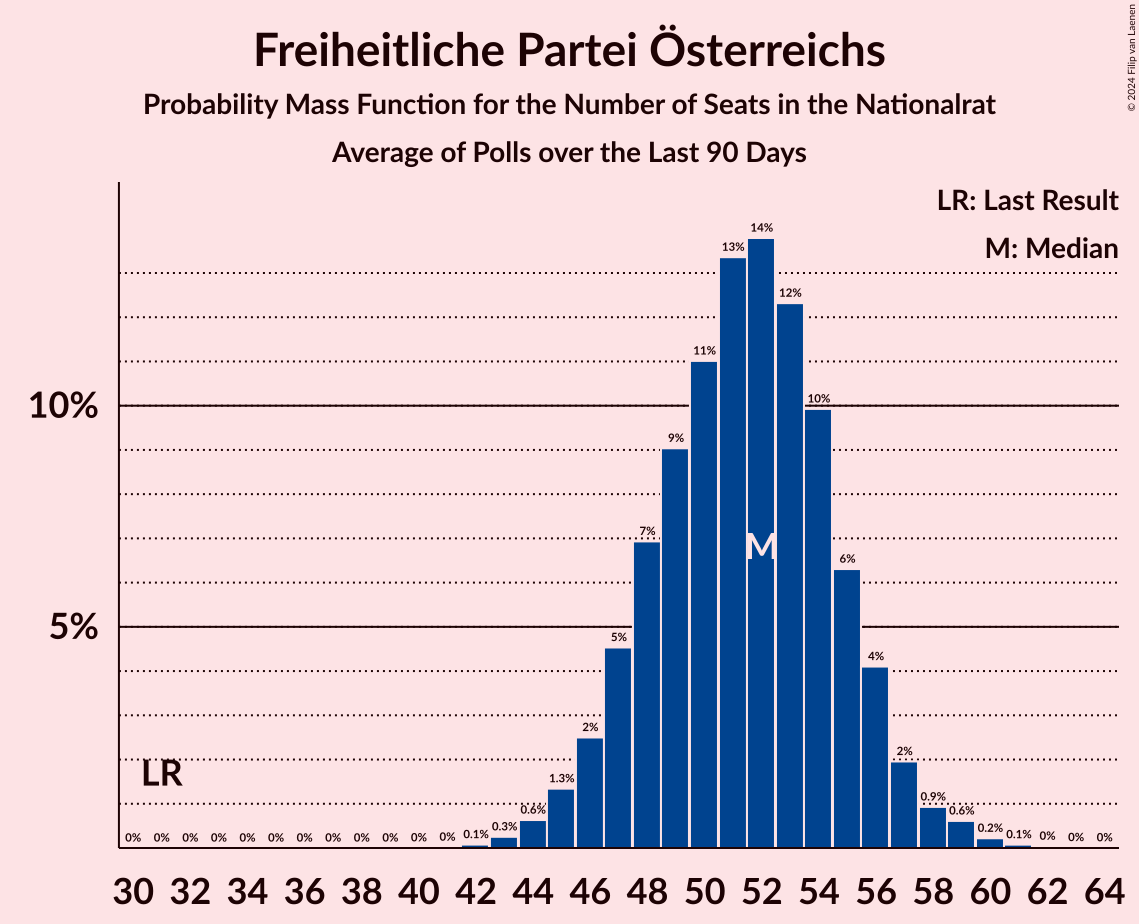 Freiheitliche Partei Österreichs
Probability Mass Function for the Number of Seats in the Nationalrat
Average of Polls over the Last 90 Days
© 2024 Filip van Laenen
LR: Last Result
M: Median
10%
5%
LR
M
0% 0% 0% 0% 0% 0% 0% 0% 0% 0% 0% 0% 0.1% 0.3% 0.6% 1.3% 2% 5% 7% 9% 11% 13% 14% 12% 10% 6% 4% 2% 0.9% 0.6% 0.2% 0.1% 0% 0% 0%
30 32 34 36 38 40 42 44 46 48 50 52 54 56 58 60 62 64